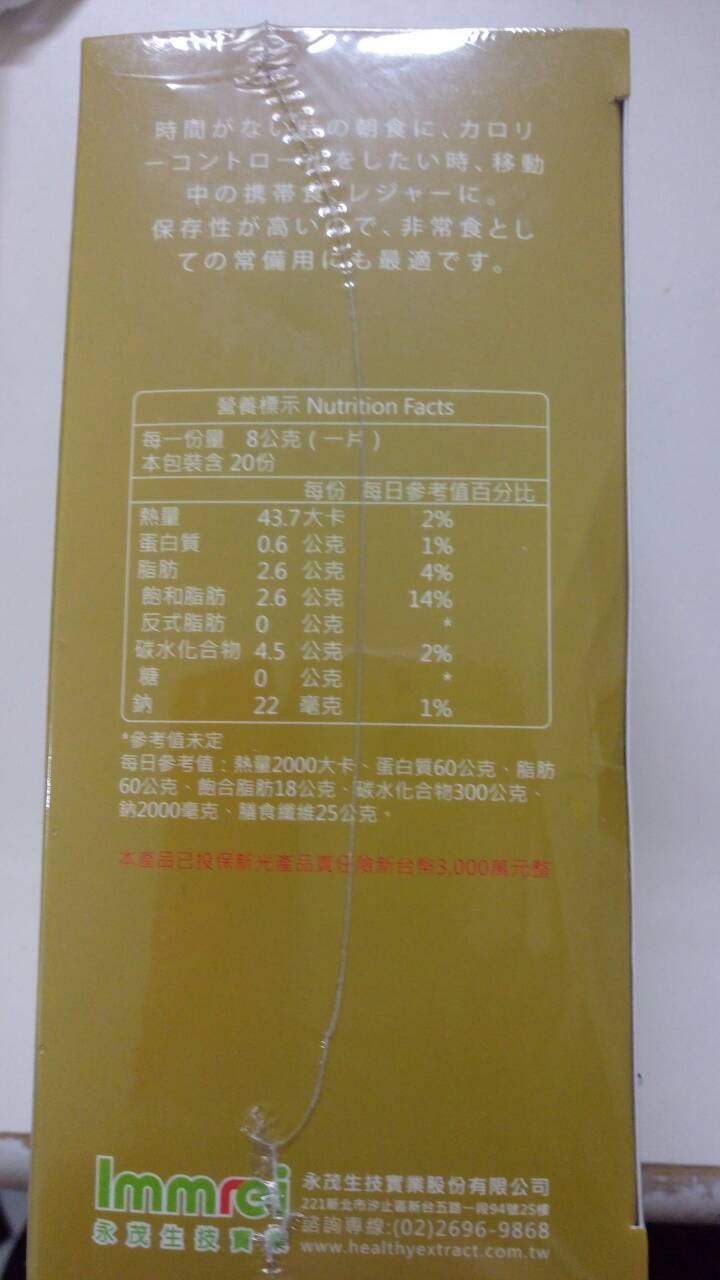 時間がない の朝食に、カロリ
ーコントロー をしたい時、移動
中の携帯食 レジャーに。
保存性が高い で、非常食とし
ての常備用に も最適です。
營養標示 Nutrition Facts
每一份量 8公克(一片)
本包裝含 20份
每份 每日參考值百分比
熱量 43.7大卡 2%
蛋白質 0.6 公克 1%
脂肪 2.6 公克 4%
飽和脂肪 2.6 公克 14%
反式脂肪 0 公克 *
碳水化合物 4.5 公克 2%
糖 0 公克 *
鈉 22 毫克 1%
*參考值未定
每日參考值:熱量2000大卡、蛋白質60公克、脂肪
60公克、飽合脂肪18公克、碳水化合物300公克、
鈉2000毫克、膳食纖維25公克。
本產品已投保新光產品責任險新台幣3,000萬元整
Immrei
永茂生技實業
永茂生技實業股份有限公司
221新北市汐止區新台五路一段94號25樓
諮詢專線:(02)2696-9868
www.healthyextract.com.tw